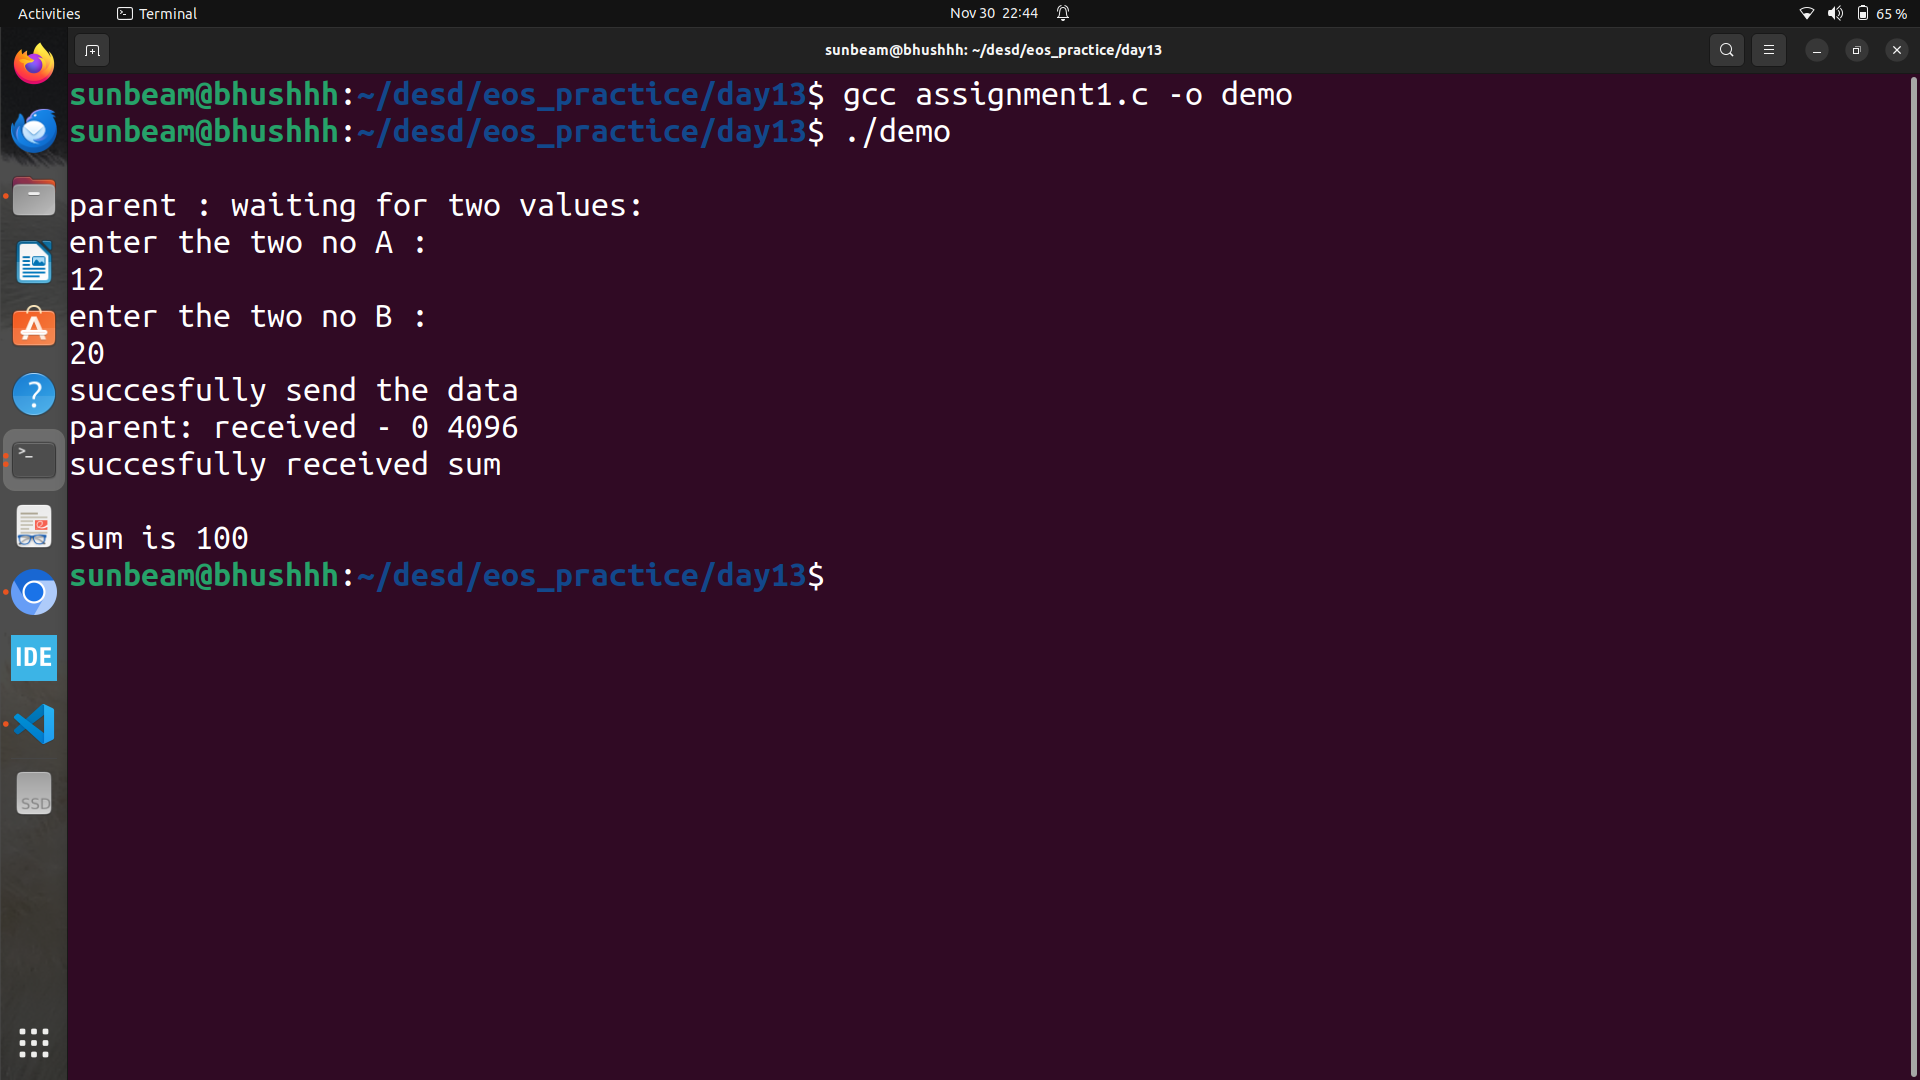 Activities Terminal Nov 30 22:44 65 %
sunbeam@bhushhh: ~/desd/eos_practice/day13
sunbeam@bhushhh:~/desd/eos_practice/day13$ gcc assignment1.c -o demo
sunbeam@bhushhh:~/desd/eos_practice/day13$ ./demo
parent : waiting for two values:
enter the two no A :
12
enter the two no B :
20
succesfully send the data
parent: received - 0 4096
succesfully received sum
sum is 100
sunbeam@bhushhh:~/desd/eos_practice/day13$
IDE
SSD